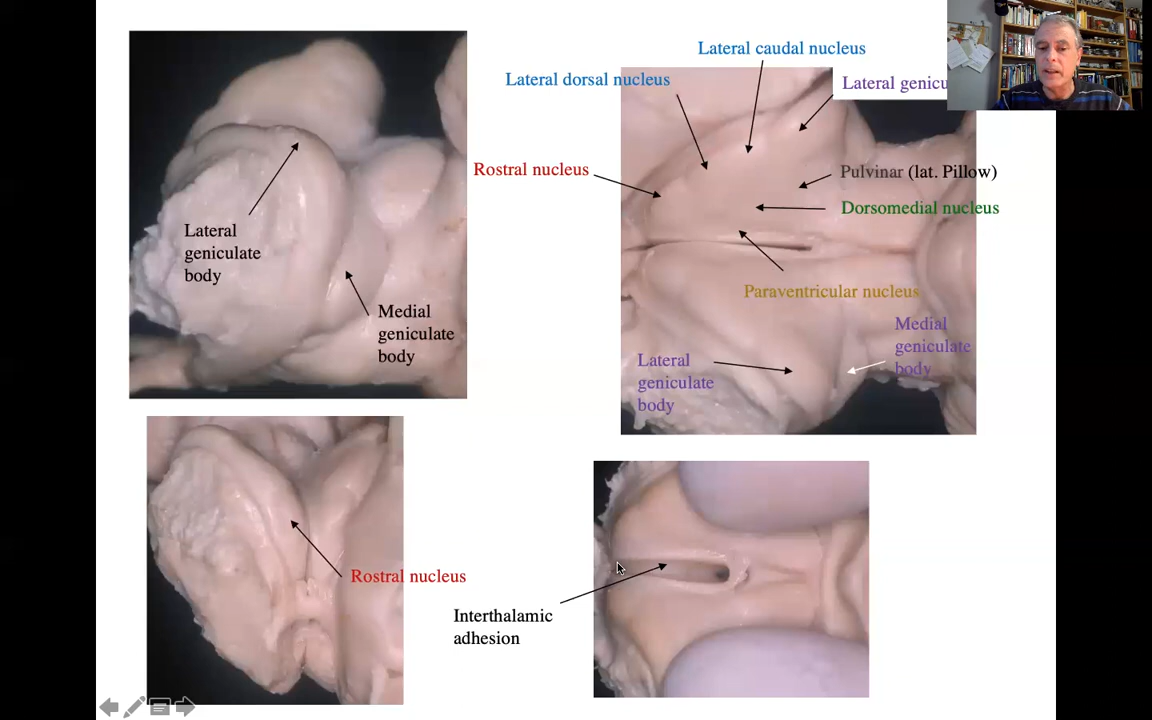 Lateral caudal nucleus
Lateral dorsal nucleus
Lateral genicu
Rostral nucleus
Pulvinar (lat. Pillow)
Dorsomedial nucleus
Lateral
geniculate
body
Medial
geniculate
body
Paraventricular nucleus
Medial
geniculate
body
Lateral
geniculate
body
Rostral nucleus
Interthalamic
adhesion